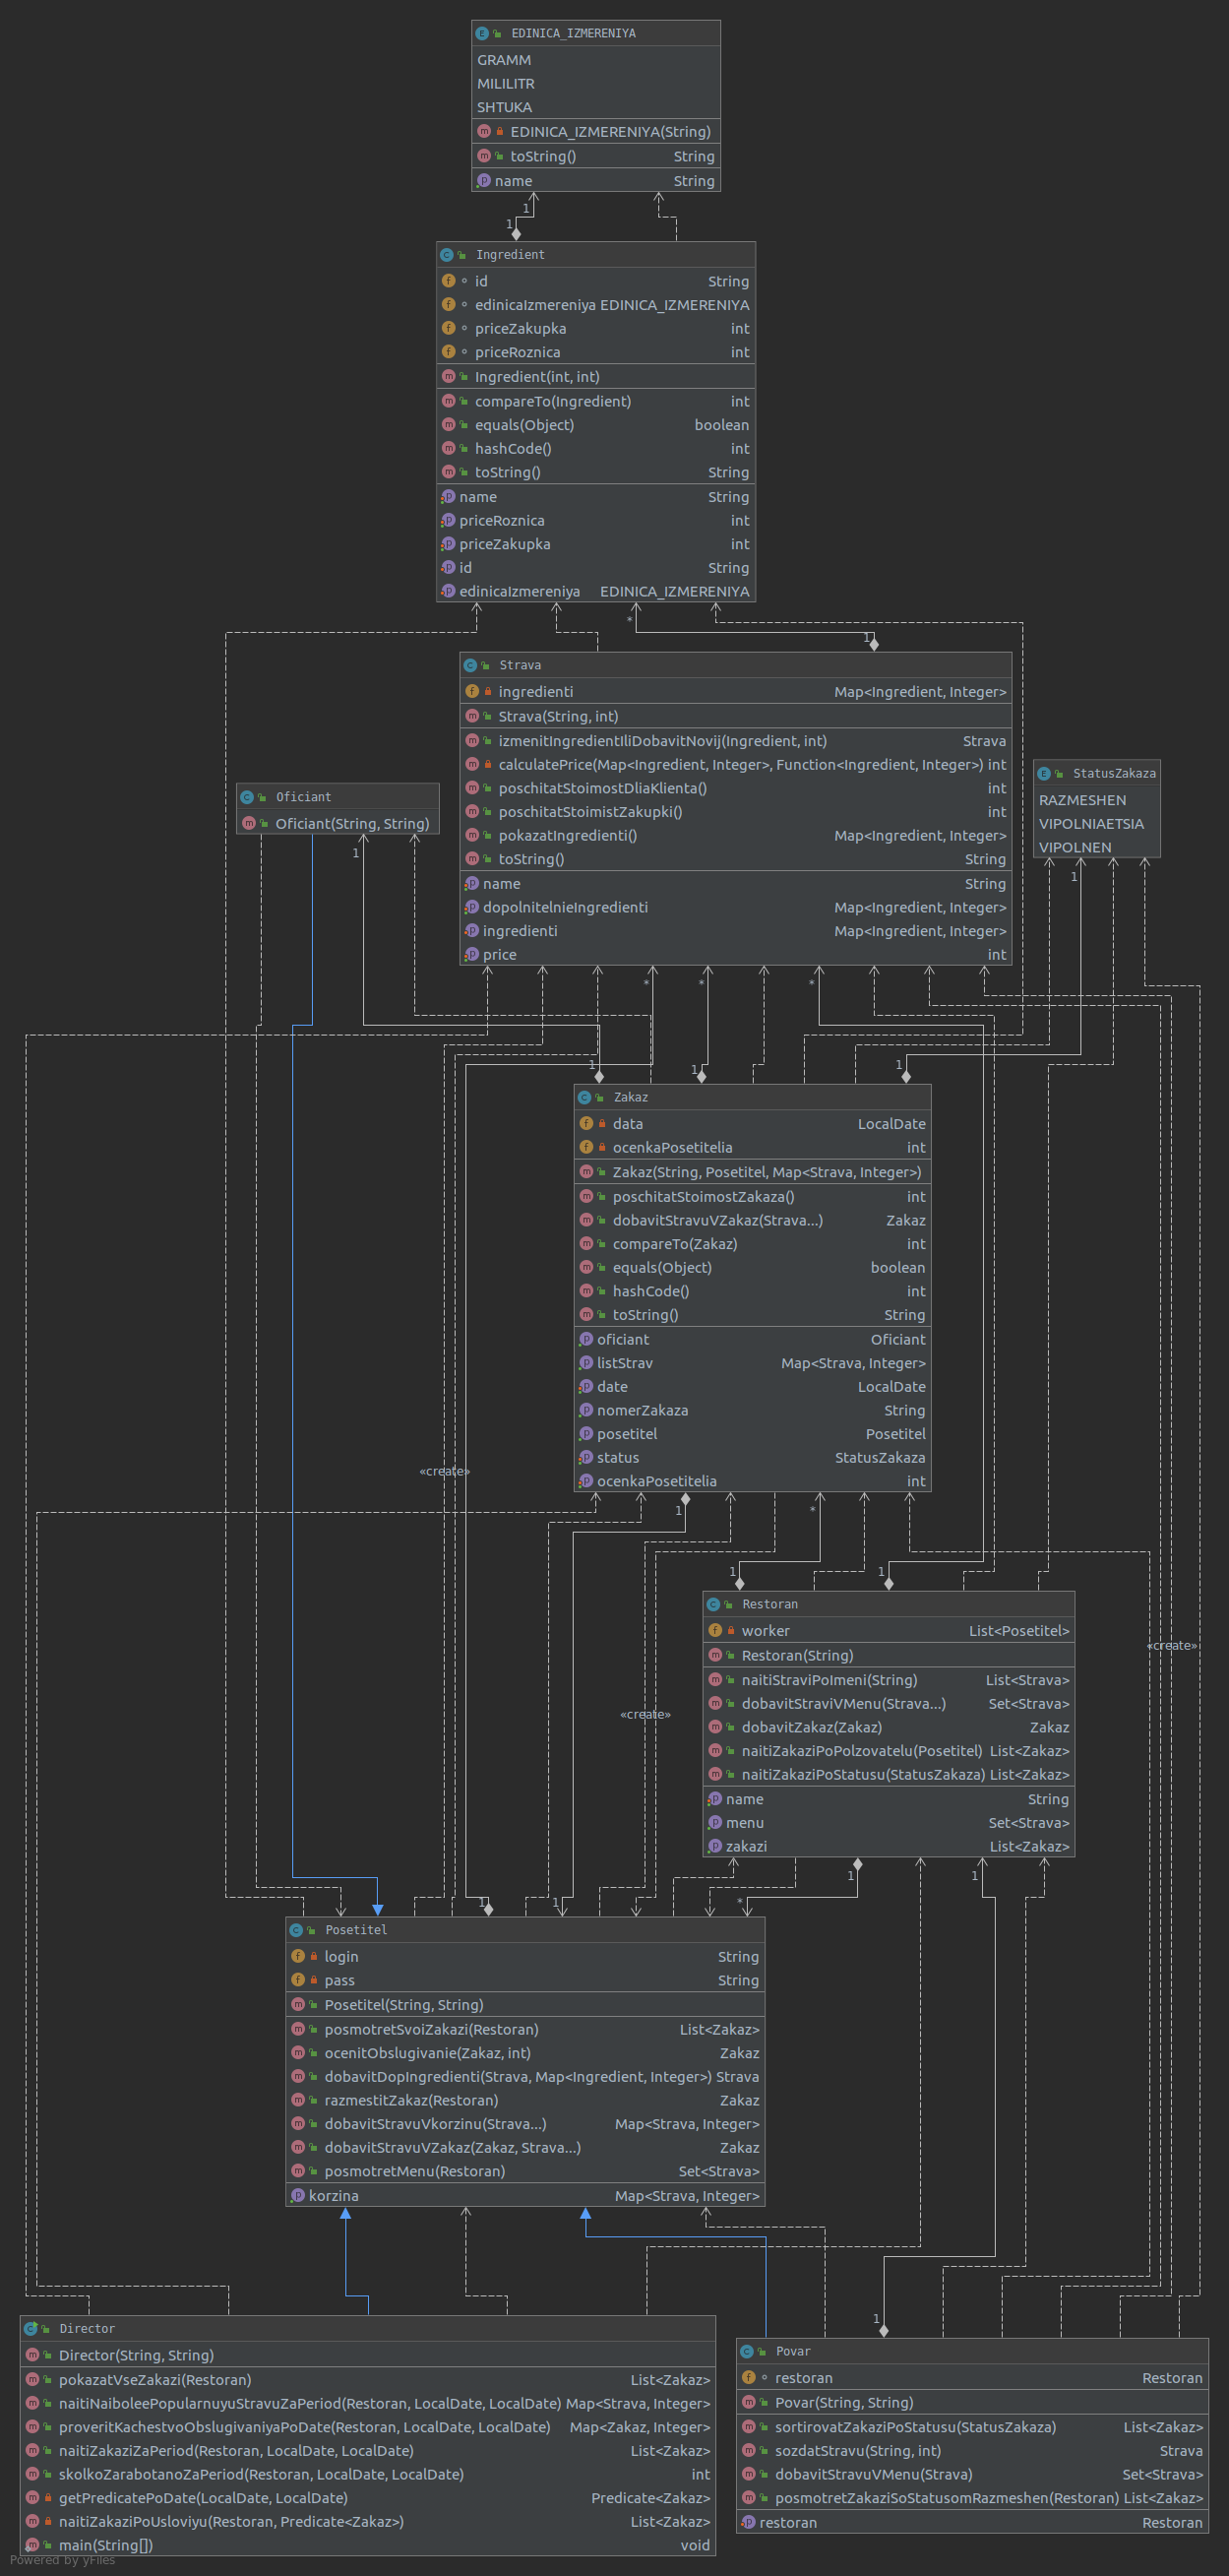 EDINICA_IZMERENIYA
GRAMM
MILILITR
SHTUKA
EDINICA_IZMERENIYA(String)
toString() String
name String
1
1
Ingredient
id String
edinicaIzmereniya EDINICA_IZMERENIYA
priceZakupka int
priceRoznica int
Ingredient(int, int)
compareTo(Ingredient) int
equals(Object) boolean
hashCode() int
toString() String
name String
priceRoznica int
priceZakupka int
id String
edinicaIzmereniya EDINICA_IZMERENIYA
*
1
Strava
ingredienti Map<Ingredient, Integer>
Strava(String, int)
izmenitIngredientIliDobavitNovij(Ingredient, int) Strava
calculatePrice(Map<Ingredient, Integer>, Function<Ingredient, Integer>) int
poschitatStoimostDliaKlienta() int
poschitatStoimistZakupki() int
pokazatIngredienti() Map<Ingredient, Integer>
toString() String
name String
dopolnitelnieIngredienti Map<Ingredient, Integer>
ingredienti Map<Ingredient, Integer>
price int
StatusZakaza
RAZMESHEN
VIPOLNIAETSIA
VIPOLNEN
Oficiant
Oficiant(String, String)
1
1
* * *
1 1 1
Zakaz
data LocalDate
ocenkaPosetitelia int
Zakaz(String, Posetitel, Map<Strava, Integer>)
poschitatStoimostZakaza() int
dobavitStravuVZakaz(Strava...) Zakaz
compareTo(Zakaz) int
equals(Object) boolean
hashCode() int
toString() String
oficiant Oficiant
listStrav Map<Strava, Integer>
date LocalDate
nomerZakaza String
posetitel Posetitel
status StatusZakaza
ocenkaPosetitelia int
«create»
1 *
1 1
Restoran
worker List<Posetitel>
Restoran(String)
naitiStraviPoImeni(String) List<Strava>
dobavitStraviVMenu(Strava...) Set<Strava>
dobavitZakaz(Zakaz) Zakaz
naitiZakaziPoPolzovatelu(Posetitel) List<Zakaz>
naitiZakaziPoStatusu(StatusZakaza) List<Zakaz>
name String
menu Set<Strava>
zakazi List<Zakaz>
«create»
«create»
1 1
1 1 *
Posetitel
login String
pass String
Posetitel(String, String)
posmotretSvoiZakazi(Restoran) List<Zakaz>
ocenitObslugivanie(Zakaz, int) Zakaz
dobavitDopIngredienti(Strava, Map<Ingredient, Integer>) Strava
razmestitZakaz(Restoran) Zakaz
dobavitStravuVkorzinu(Strava...) Map<Strava, Integer>
dobavitStravuVZakaz(Zakaz, Strava...) Zakaz
posmotretMenu(Restoran) Set<Strava>
korzina Map<Strava, Integer>
1
Director
Director(String, String)
pokazatVseZakazi(Restoran) List<Zakaz>
naitiNaiboleePopularnuyuStravuZaPeriod(Restoran, LocalDate, LocalDate) Map<Strava, Integer>
proveritKachestvoObslugivaniyaPoDate(Restoran, LocalDate, LocalDate) Map<Zakaz, Integer>
naitiZakaziZaPeriod(Restoran, LocalDate, LocalDate) List<Zakaz>
skolkoZarabotanoZaPeriod(Restoran, LocalDate, LocalDate) int
getPredicatePoDate(LocalDate, LocalDate) Predicate<Zakaz>
naitiZakaziPoUsloviyu(Restoran, Predicate<Zakaz>) List<Zakaz>
main(String[]) void
Povar
restoran Restoran
Povar(String, String)
sortirovatZakaziPoStatusu(StatusZakaza) List<Zakaz>
sozdatStravu(String, int) Strava
dobavitStravuVMenu(Strava) Set<Strava>
posmotretZakaziSoStatusomRazmeshen(Restoran) List<Zakaz>
restoran Restoran
Powered by yFiles